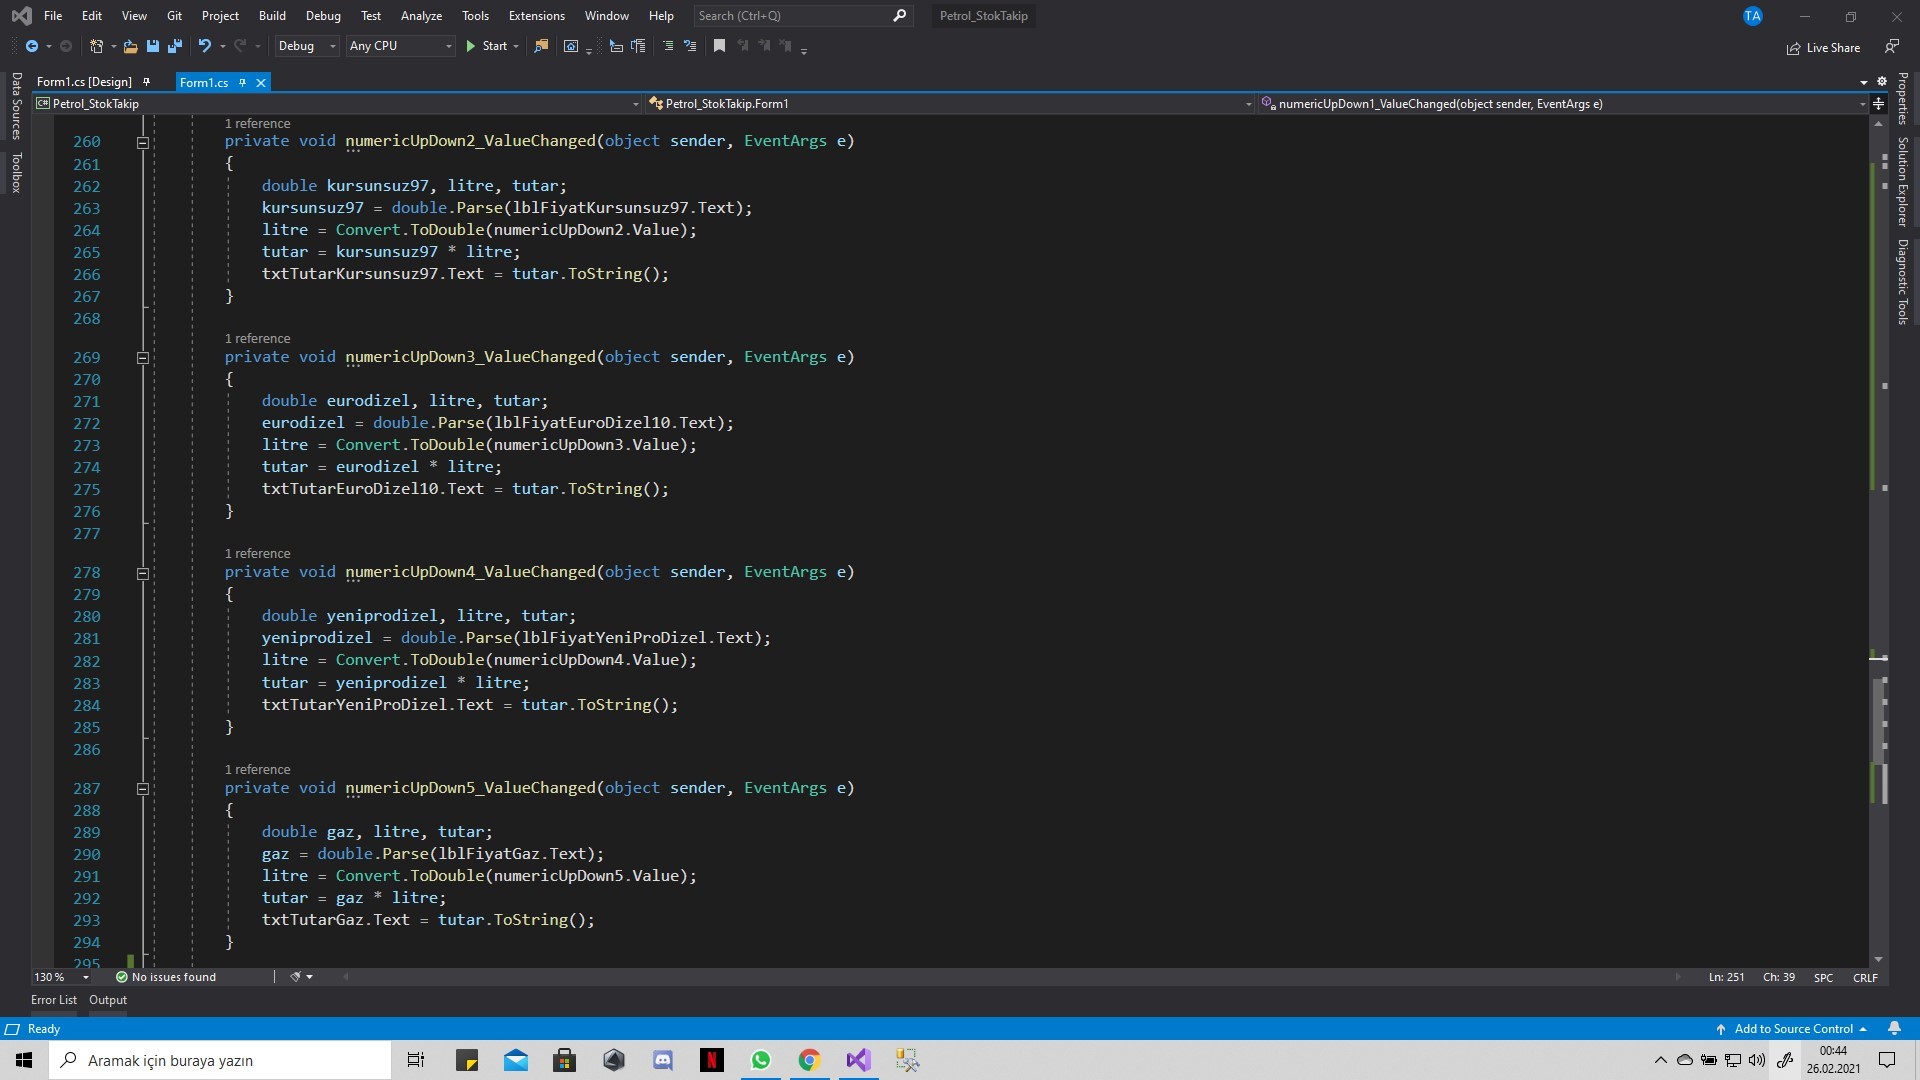 File Edit View Git Project Build Debug Test Analyze Tools Extensions Window Help Search (Ctrl+Q) Petrol_StokTakip TA
Debug Any CPU Start Live Share
Form1.cs [Design] Form1.cs
Petrol_StokTakip Petrol_StokTakip.Form1 numericUpDown1_ValueChanged(object sender, EventArgs e)
Data Sources
Toolbox
Properties
Solution Explorer
Diagnostic Tools
1 reference
260 private void numericUpDown2_ValueChanged(object sender, EventArgs e)
261 {
262 double kursunsuz97, litre, tutar;
263 kursunsuz97 = double.Parse(lblFiyatKursunsuz97.Text);
264 litre = Convert.ToDouble(numericUpDown2.Value);
265 tutar = kursunsuz97 * litre;
266 txtTutarKursunsuz97.Text = tutar.ToString();
267 }
268
1 reference
269 private void numericUpDown3_ValueChanged(object sender, EventArgs e)
270 {
271 double eurodizel, litre, tutar;
272 eurodizel = double.Parse(lblFiyatEuroDizel10.Text);
273 litre = Convert.ToDouble(numericUpDown3.Value);
274 tutar = eurodizel * litre;
275 txtTutarEuroDizel10.Text = tutar.ToString();
276 }
277
1 reference
278 private void numericUpDown4_ValueChanged(object sender, EventArgs e)
279 {
280 double yeniprodizel, litre, tutar;
281 yeniprodizel = double.Parse(lblFiyatYeniProDizel.Text);
282 litre = Convert.ToDouble(numericUpDown4.Value);
283 tutar = yeniprodizel * litre;
284 txtTutarYeniProDizel.Text = tutar.ToString();
285 }
286
1 reference
287 private void numericUpDown5_ValueChanged(object sender, EventArgs e)
288 {
289 double gaz, litre, tutar;
290 gaz = double.Parse(lblFiyatGaz.Text);
291 litre = Convert.ToDouble(numericUpDown5.Value);
292 tutar = gaz * litre;
293 txtTutarGaz.Text = tutar.ToString();
294 }
295
130 % No issues found Ln: 251 Ch: 39 SPC CRLF
Error List Output
Ready Add to Source Control
Aramak için buraya yazın N 00:44
26.02.2021